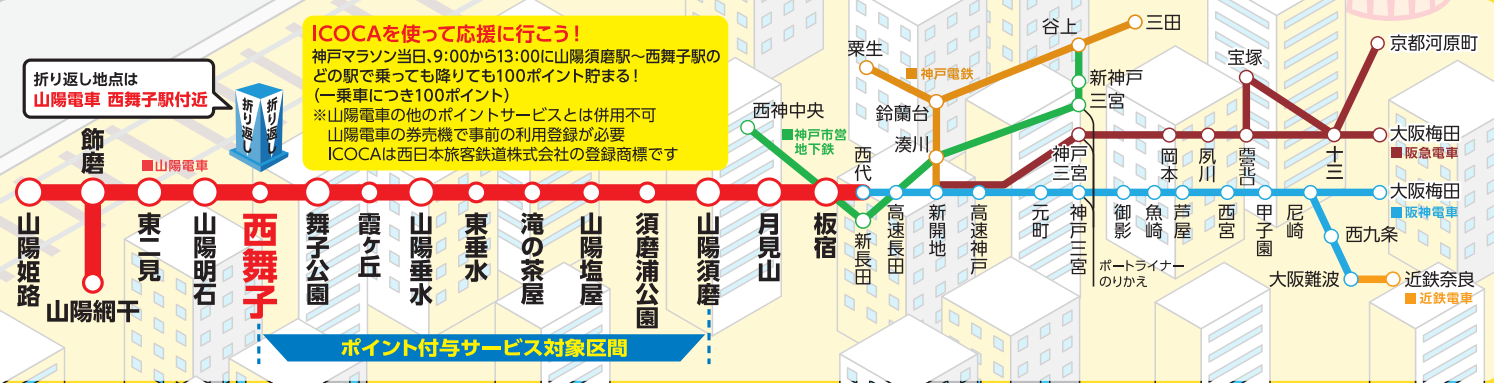 折り返し地点は
山陽電車 西舞子駅付近
折り返し
折り返し
ICOCAを使って応援に行こう！
神戸マラソン当日、9:00から13:00に山陽須磨駅〜西舞子駅の
どの駅で乗っても降りても100ポイント貯まる！
（一乗車につき100ポイント）
※山陽電車の他のポイントサービスとは併用不可
山陽電車の券売機で事前の利用登録が必要
ICOCAは西日本旅客鉄道株式会社の登録商標です
■山陽電車
山陽姫路
飾磨
山陽網干
東二見
山陽明石
西舞子
舞子公園
霞ヶ丘
山陽垂水
東垂水
滝の茶屋
山陽塩屋
須磨浦公園
山陽須磨
月見山
板宿
ポイント付与サービス対象区間
西神中央
■神戸市営
地下鉄
西代
新長田
高速長田
粟生
■神戸電鉄
鈴蘭台
湊川
新開地
高速神戸
谷上
三田
新神戸
三宮
神戸三宮
元町
神戸三宮
ポートライナー
のりかえ
岡本
夙川
西宮北口
宝塚
十三
京都河原町
大阪梅田
■阪急電車
御影
魚崎
芦屋
西宮
甲子園
尼崎
大阪梅田
■阪神電車
西九条
大阪難波
近鉄奈良
■近鉄電車